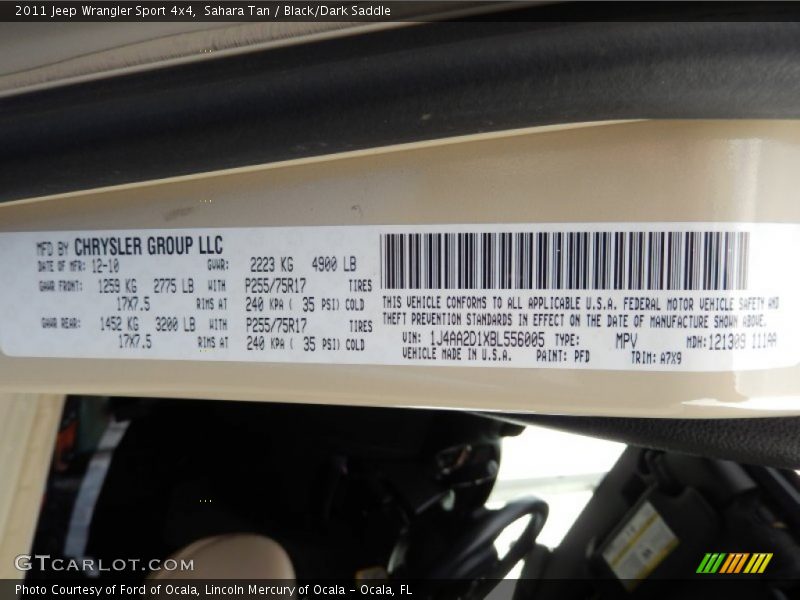 2011 Jeep Wrangler Sport 4x4, Sahara Tan / Black/Dark Saddle
MFD BY CHRYSLER GROUP LLC
DATE OF MFR: 12-10 GVWR: 2223 KG 4900 LB
GAWR FRONT: 1259 KG 2775 LB WITH P255/75R17 TIRES
17X7.5 RIMS AT 240 KPA ( 35 PSI) COLD
GAWR REAR: 1452 KG 3200 LB WITH P255/75R17 TIRES
17X7.5 RIMS AT 240 KPA ( 35 PSI) COLD
THIS VEHICLE CONFORMS TO ALL APPLICABLE U.S.A. FEDERAL MOTOR VEHICLE SAFETY AND
THEFT PREVENTION STANDARDS IN EFFECT ON THE DATE OF MANUFACTURE SHOWN ABOVE.
VIN: 1J4AA2D1XBL556005 TYPE: MPV MDH:121309 111AA
VEHICLE MADE IN U.S.A. PAINT: PFD TRIM: A7X9
GTCARLOT.COM
Photo Courtesy of Ford of Ocala, Lincoln Mercury of Ocala - Ocala, FL